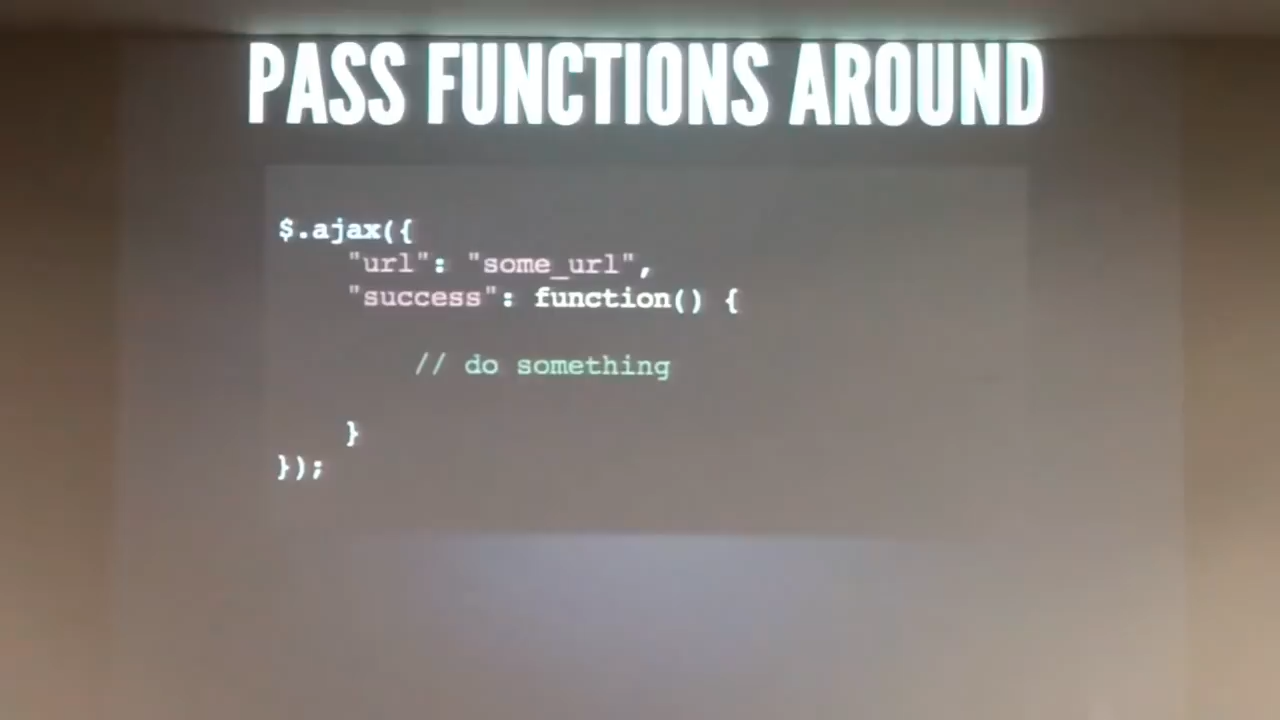 PASS FUNCTIONS AROUND
$.ajax({
    "url": "some_url",
    "success": function() {
        // do something
    }
});